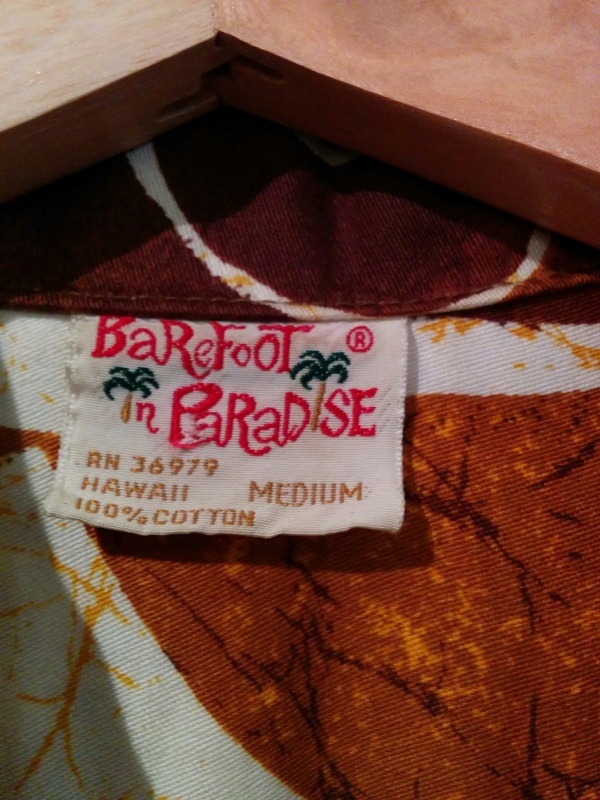 BaReFooT ®
in PaRaDiSE
RN 36979
HAWAII MEDIUM
100% COTTON